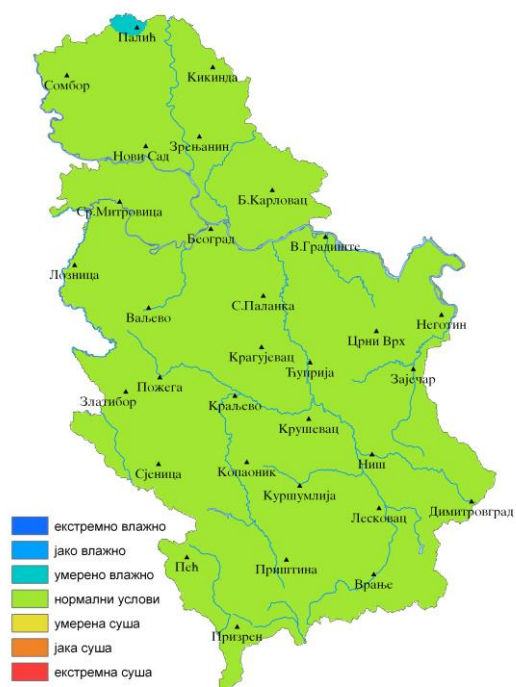 Палић
Кикинда
Сомбор
Зрењанин
Нови Сад
Б.Карловац
Ср.Митровица
Београд
В.Градиште
Лозница
С.Паланка
Ваљево
Неготин
Црни Врх
Крагујевац
Ћуприја
Зајечар
Пожега
Златибор
Краљево
Крушевац
Ниш
Сјеница
Копаоник
Куршумлија
Димитровград
Лесковац
Пећ
Приштина
Врање
Призрен
екстремно влажно
јако влажно
умерено влажно
нормални услови
умерена суша
јака суша
екстремна суша